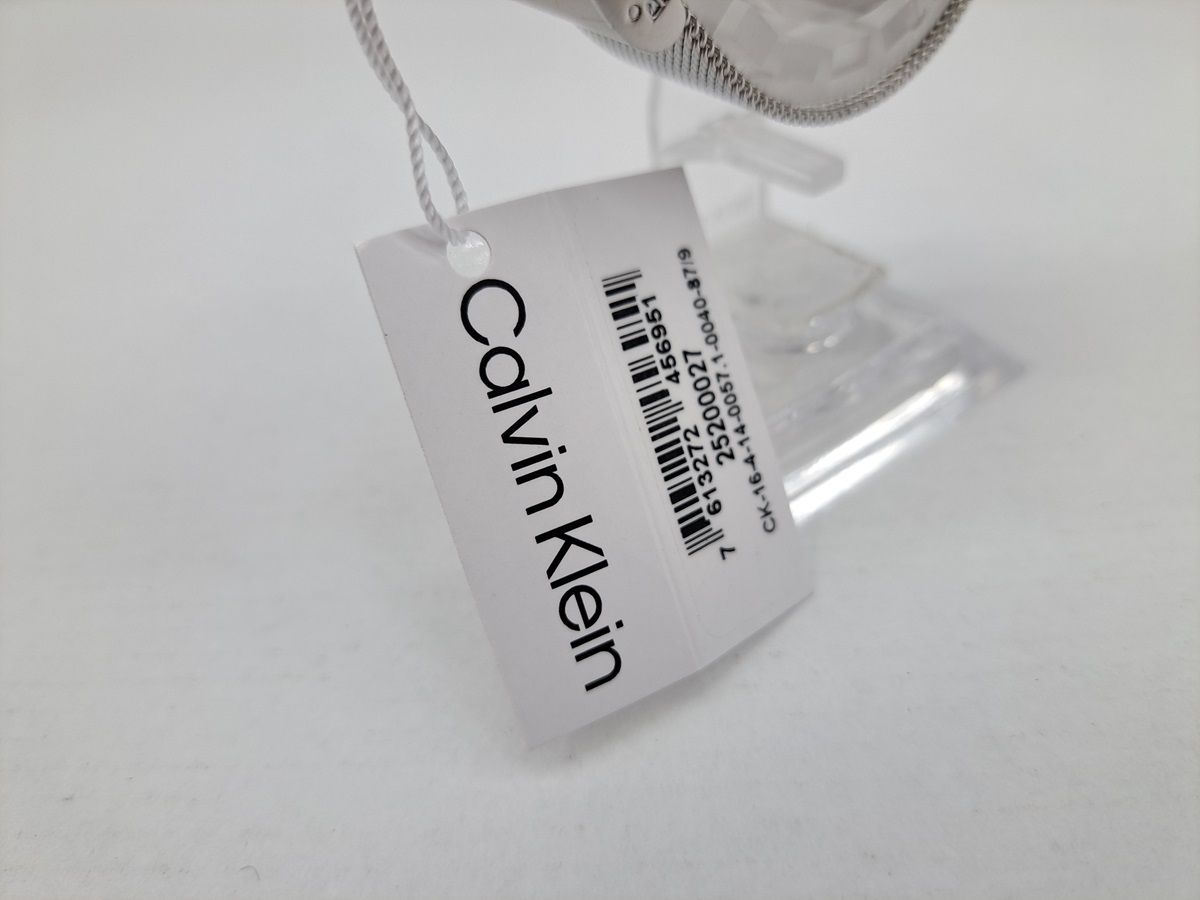 Calvin Klein
7 613272 456951
25200027
CK-16-4-14-0057.1-0040-87/9